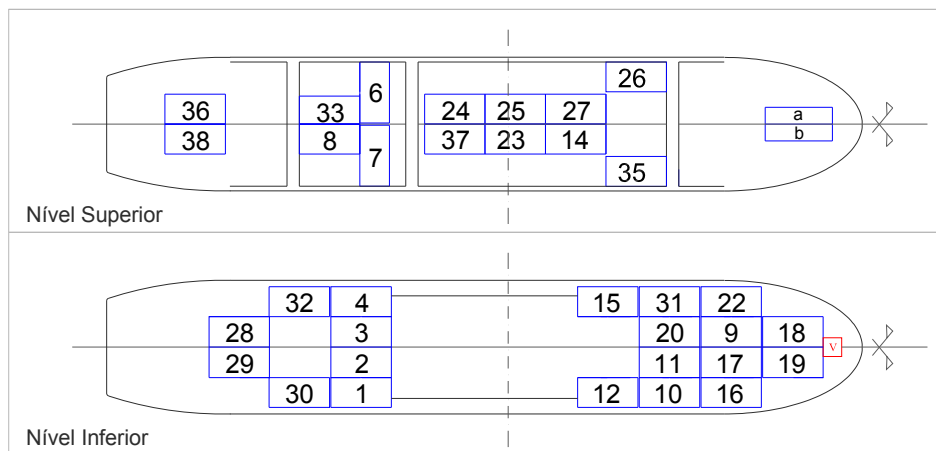 26
36 33 6 24 25 27 a
38 8 7 37 23 14 b
35
Nível Superior
32 4 15 31 22
28 3 20 9 18
29 2 11 17 19 V
30 1 12 10 16
Nível Inferior